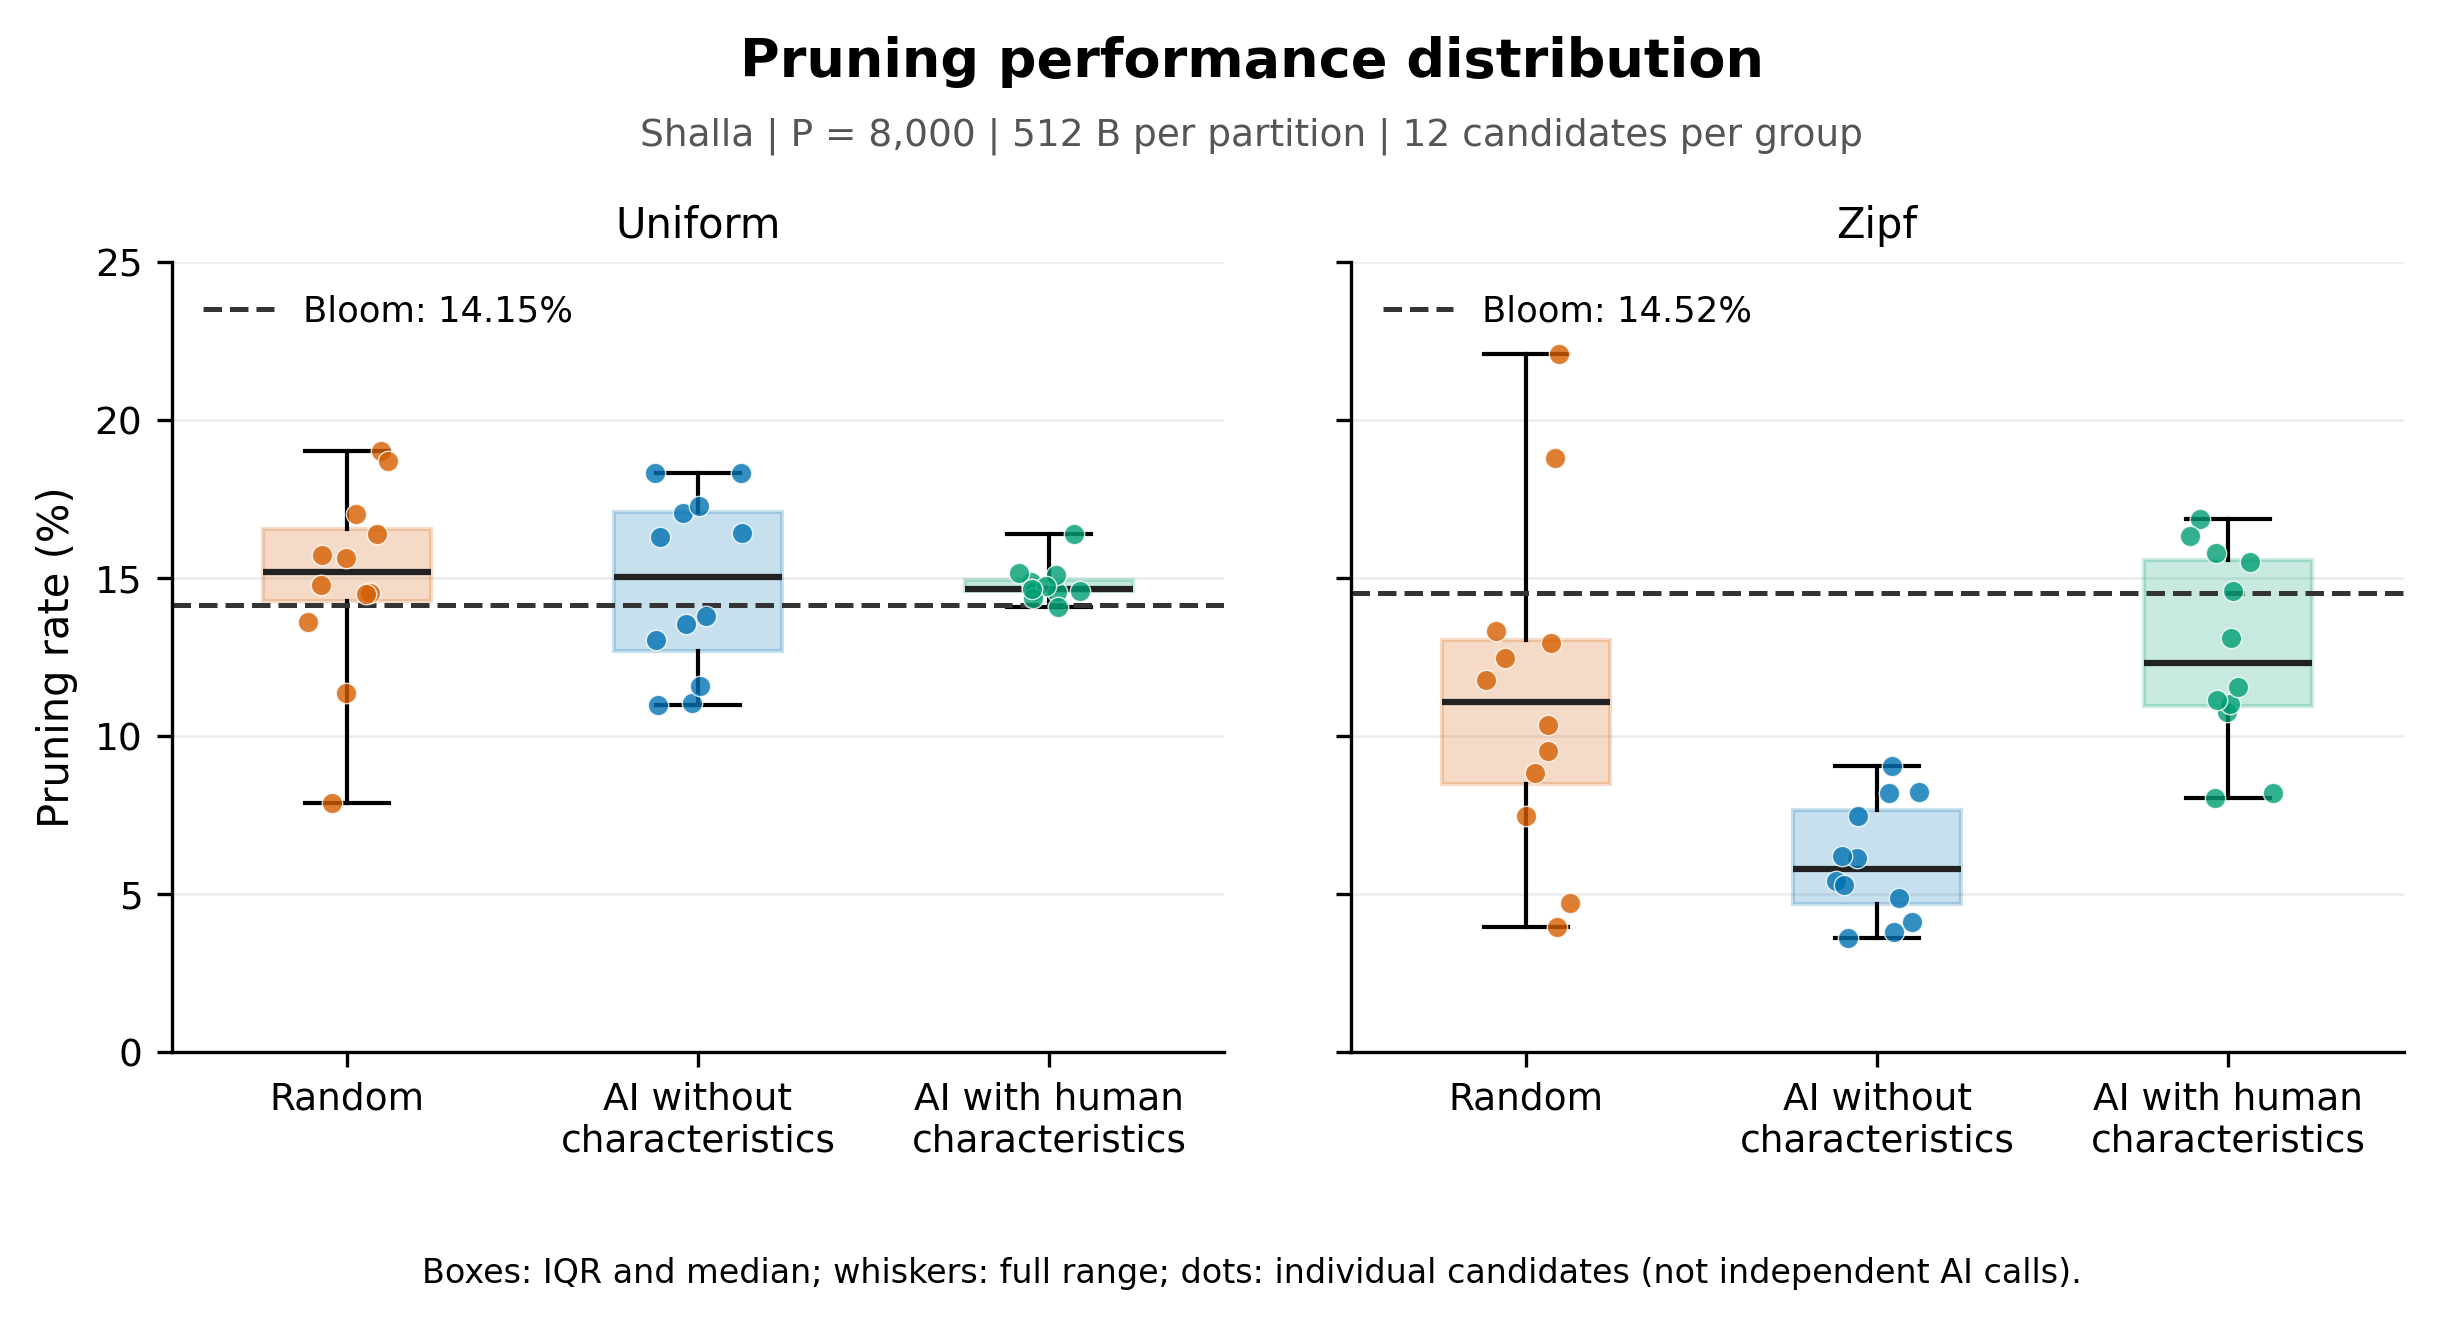 Pruning performance distribution
Shalla | P = 8,000 | 512 B per partition | 12 candidates per group
Uniform
Zipf
Pruning rate (%)
25
20
15
10
5
0
Bloom: 14.15%
Bloom: 14.52%
Random
AI without
characteristics
AI with human
characteristics
Random
AI without
characteristics
AI with human
characteristics
Boxes: IQR and median; whiskers: full range; dots: individual candidates (not independent AI calls).